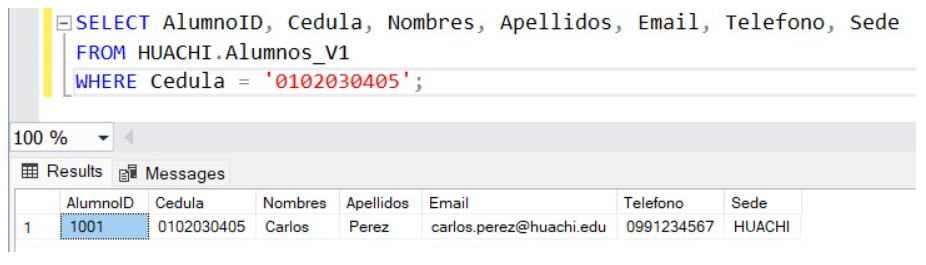 SELECT AlumnoID, Cedula, Nombres, Apellidos, Email, Telefono, Sede
FROM HUACHI.Alumnos_V1
WHERE Cedula = '0102030405';
100 %
Results Messages
AlumnoID Cedula Nombres Apellidos Email Telefono Sede
1 1001 0102030405 Carlos Perez carlos.perez@huachi.edu 0991234567 HUACHI